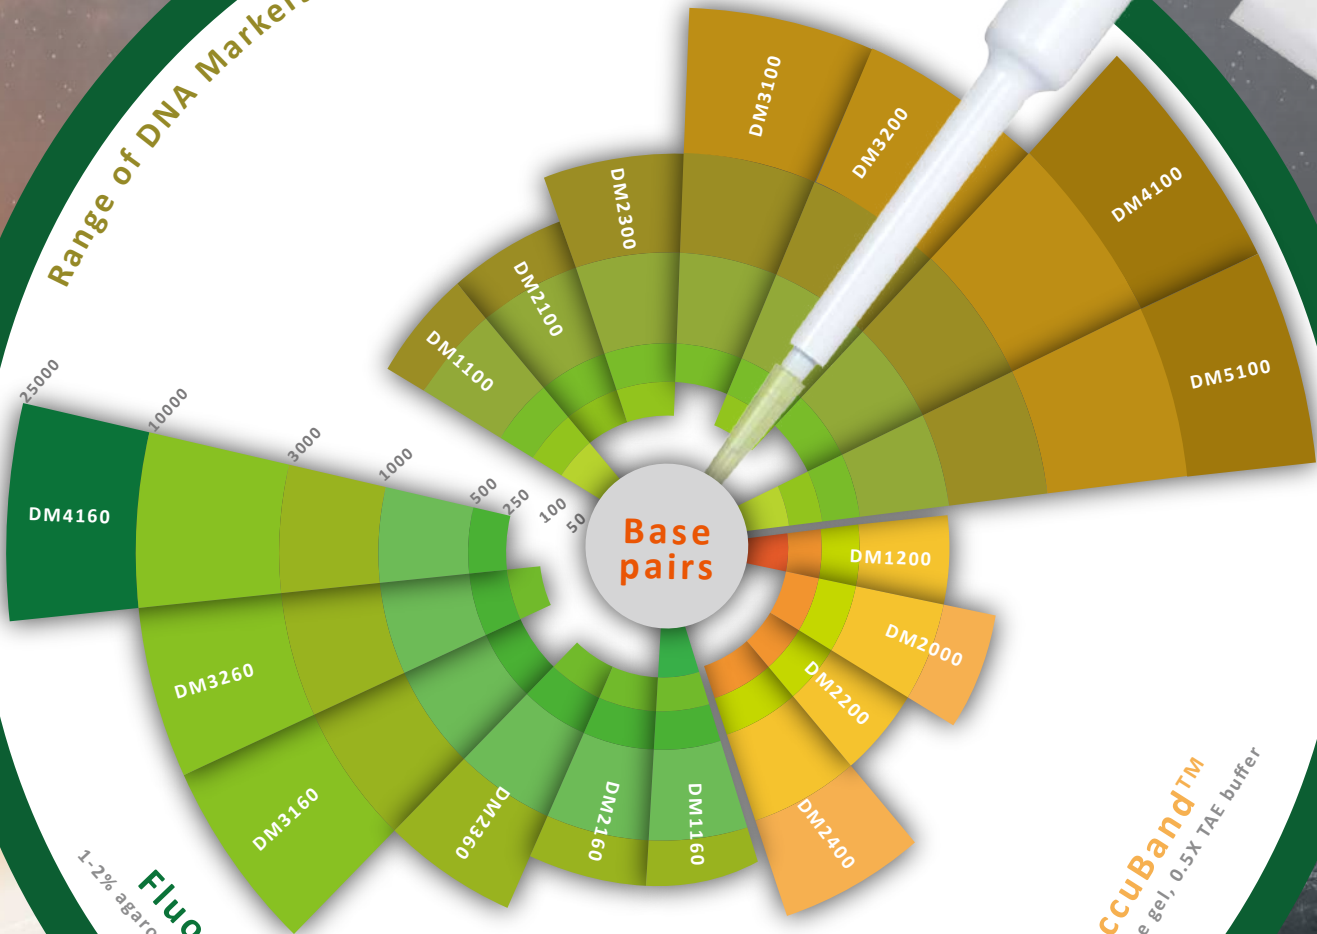 Range of DNA Marker
DM3100
DM3200
DM4100
DM5100
DM2300
DM2100
DM1100
25000
10000
3000
1000
500
250
100
50
Base
pairs
DM4160
DM3260
DM3160
DM2360
DM2160
DM1160
DM1200
DM2000
DM2200
DM2400
Fluo
1-2% agaro
ccuBand™
e gel, 0.5X TAE buffer